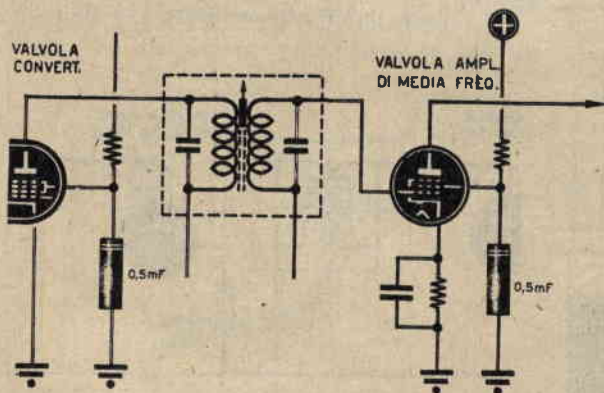 VALVOLA
CONVERT.
VALVOLA AMPL.
DI MEDIA FREQ.
0,5mF
0,5mF